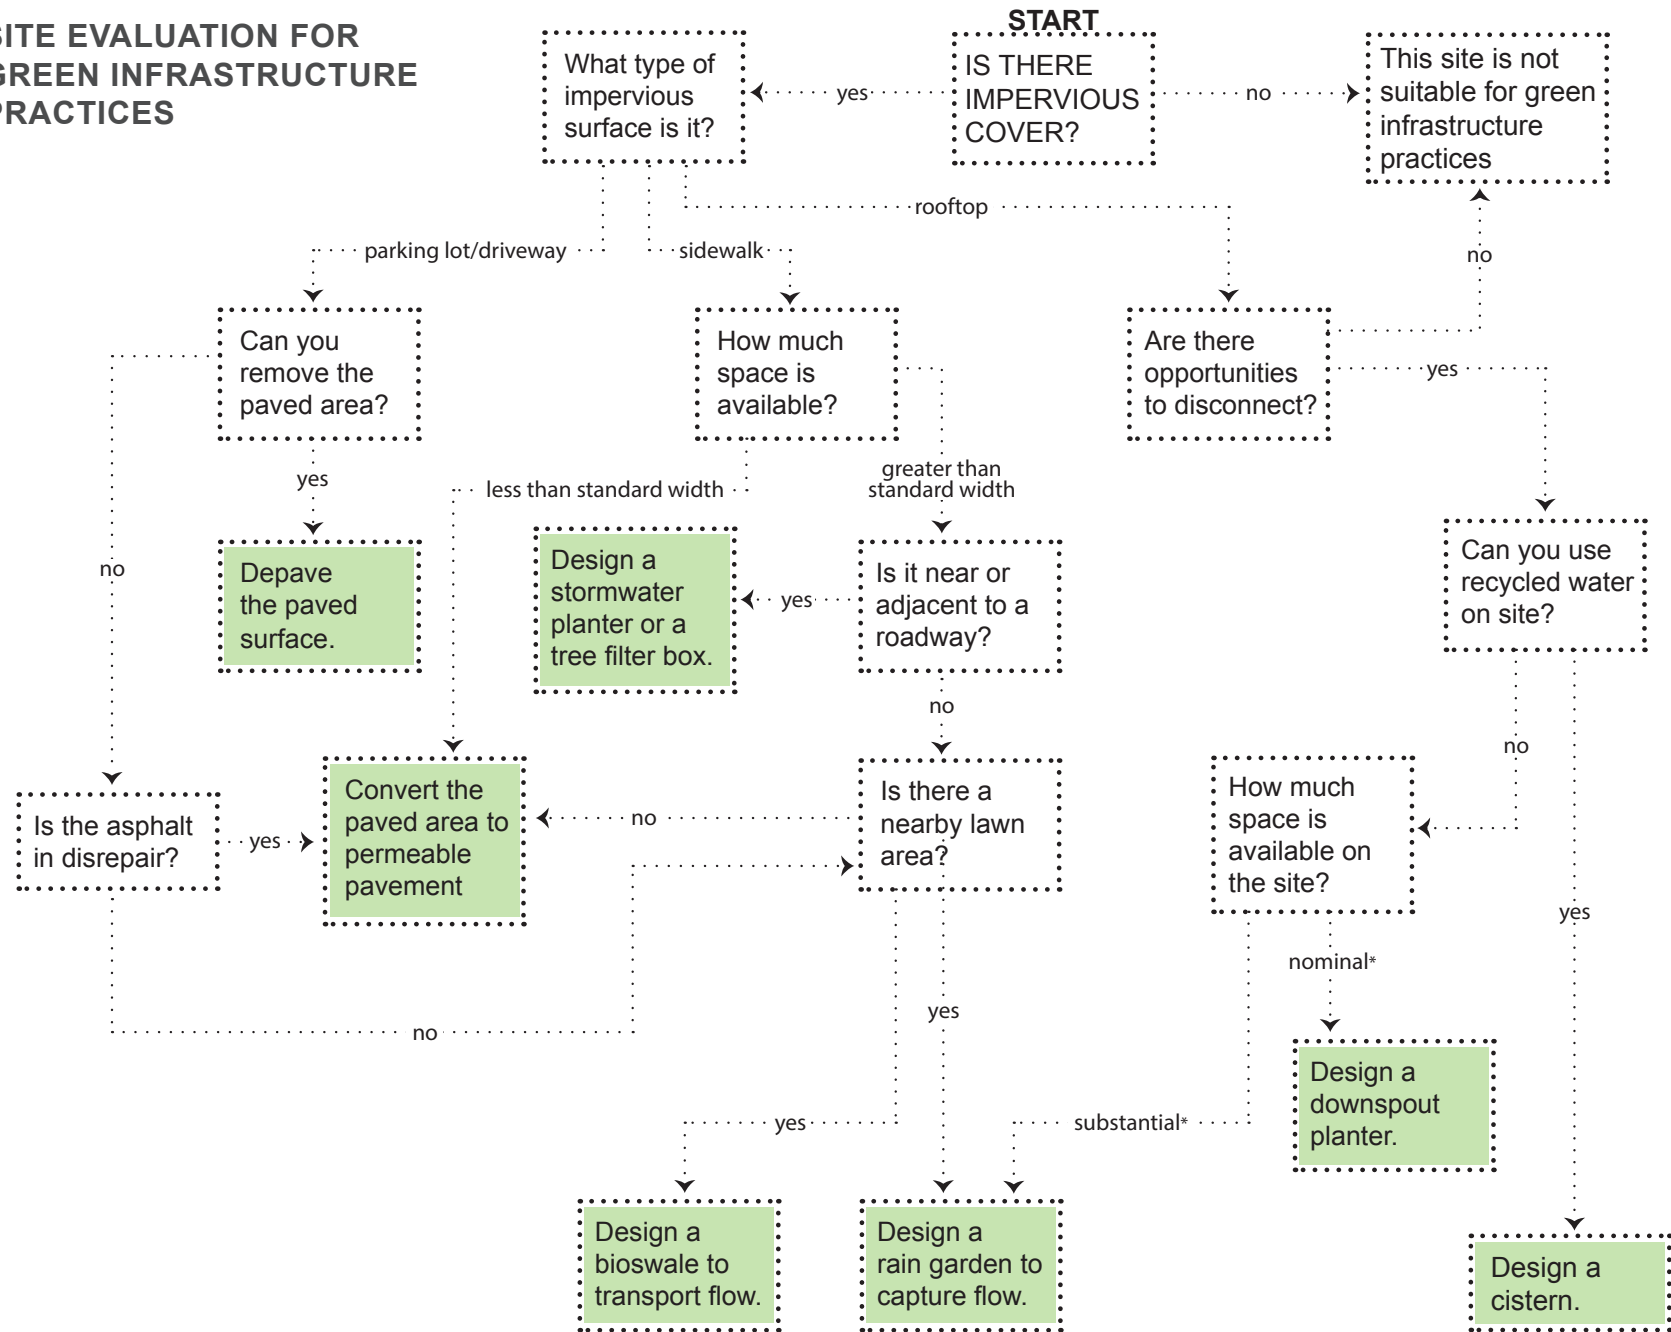 SITE EVALUATION FOR
GREEN INFRASTRUCTURE
PRACTICES
START
IS THERE
IMPERVIOUS
COVER?
yes
no
What type of
impervious
surface is it?
This site is not
suitable for green
infrastructure
practices
rooftop
parking lot/driveway
sidewalk
no
Can you
remove the
paved area?
How much
space is
available?
Are there
opportunities
to disconnect?
yes
yes
less than standard width
greater than
standard width
no
Depave
the paved
surface.
Design a
stormwater
planter or a
tree filter box.
yes
Is it near or
adjacent to a
roadway?
Can you use
recycled water
on site?
no
no
yes
Is the asphalt
in disrepair?
yes
Convert the
paved area to
permeable
pavement
no
Is there a
nearby lawn
area?
How much
space is
available on
the site?
no
yes
yes
nominal*
substantial*
Design a
downspout
planter.
Design a
bioswale to
transport flow.
Design a
rain garden to
capture flow.
Design a
cistern.